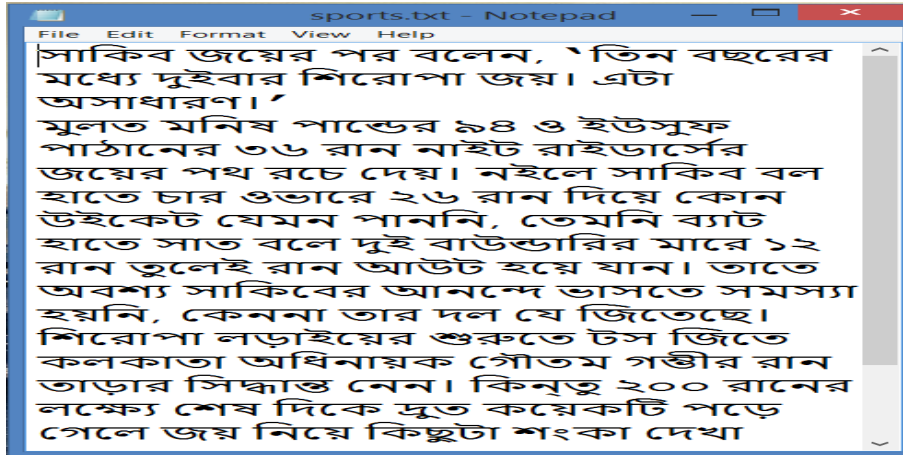 sports.txt - Notepad
File Edit Format View Help
সাকিব জয়ের পর বলেন, ‘তিন বছরের
মধ্যে দুইবার শিরোপা জয়। এটা
অসাধারণ।’
মুলত মনিষ পান্ডের ৯৪ ও ইউসুফ
পাঠানের ৩৬ রান নাইট রাইডার্সের
জয়ের পথ রচে দেয়। নইলে সাকিব বল
হাতে চার ওভারে ২৬ রান দিয়ে কোন
উইকেট যেমন পাননি, তেমনি ব্যাট
হাতে সাত বলে দুই বাউন্ডারির মারে ১২
রান তুলেই রান আউট হয়ে যান। তাতে
অবশ্য সাকিবের আনন্দে ভাসতে সমস্যা
হয়নি, কেননা তার দল যে জিতেছে।
শিরোপা লড়াইয়ের শুরুতে টস জিতে
কলকাতা অধিনায়ক গৌতম গম্ভীর রান
তাড়ার সিদ্ধান্ত নেন। কিন্‌তু ২০০ রানের
লক্ষ্যে শেষ দিকে দ্রুত কয়েকটি পড়ে
গেলে জয় নিয়ে কিছুটা শংকা দেখা